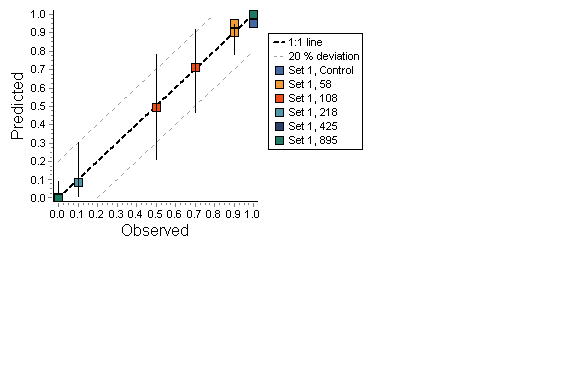 1.0
0.9
0.8
0.7
0.6
0.5
0.4
0.3
0.2
0.1
0.0
Predicted
0.0 0.1 0.2 0.3 0.4 0.5 0.6 0.7 0.8 0.9 1.0
Observed
1:1 line
20 % deviation
Set 1, Control
Set 1, 58
Set 1, 108
Set 1, 218
Set 1, 425
Set 1, 895